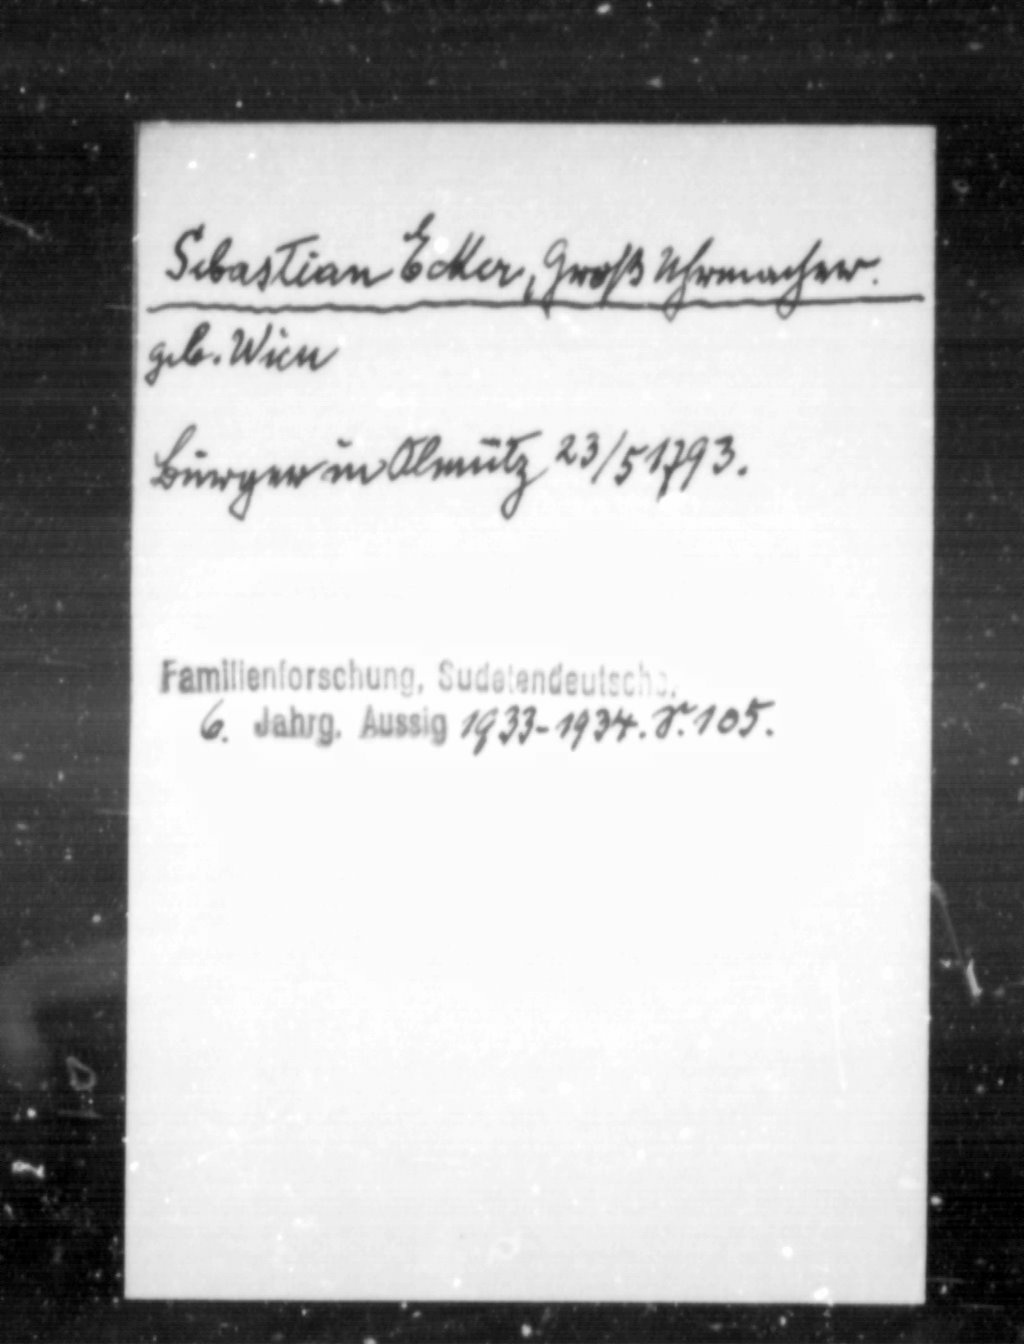 Sebastian Ecker, Groß Uhrmacher.
geb. Wien
Bürger in Olmütz 23/5 1793.
Familienforschung, Sudetendeutsche,
6. Jahrg. Aussig 1933-1934. S. 105.